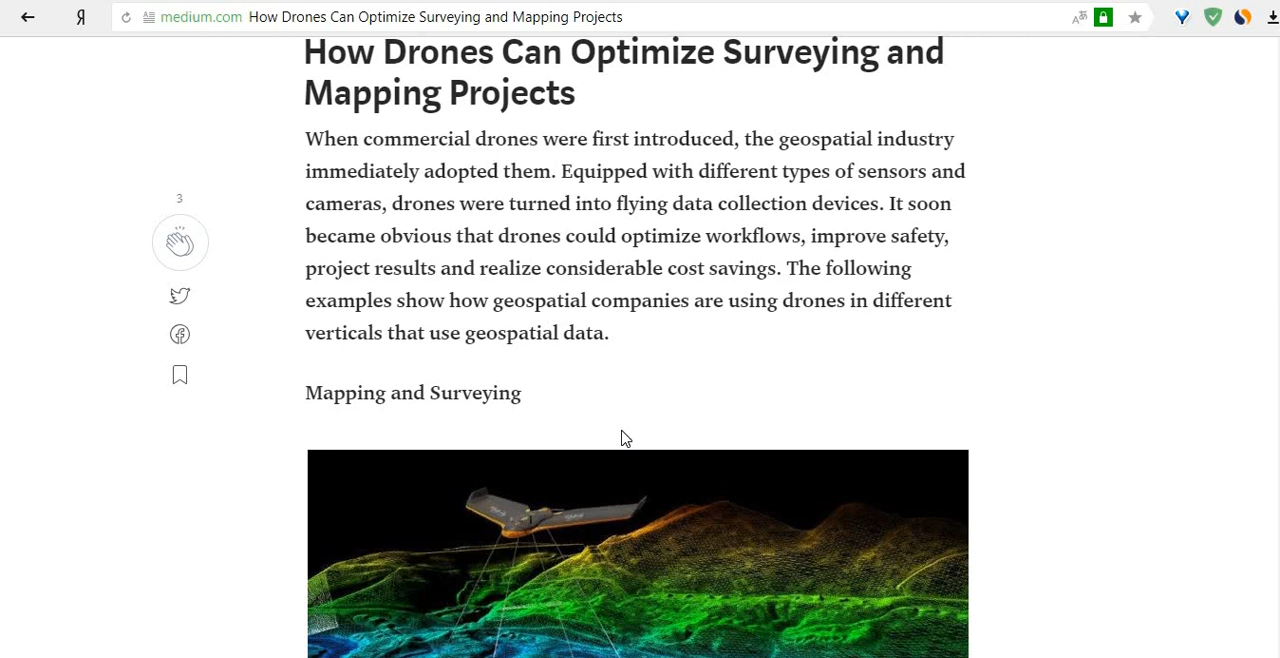 Я
medium.com How Drones Can Optimize Surveying and Mapping Projects
How Drones Can Optimize Surveying and
Mapping Projects
When commercial drones were first introduced, the geospatial industry
immediately adopted them. Equipped with different types of sensors and
cameras, drones were turned into flying data collection devices. It soon
became obvious that drones could optimize workflows, improve safety,
project results and realize considerable cost savings. The following
examples show how geospatial companies are using drones in different
verticals that use geospatial data.
3
Mapping and Surveying